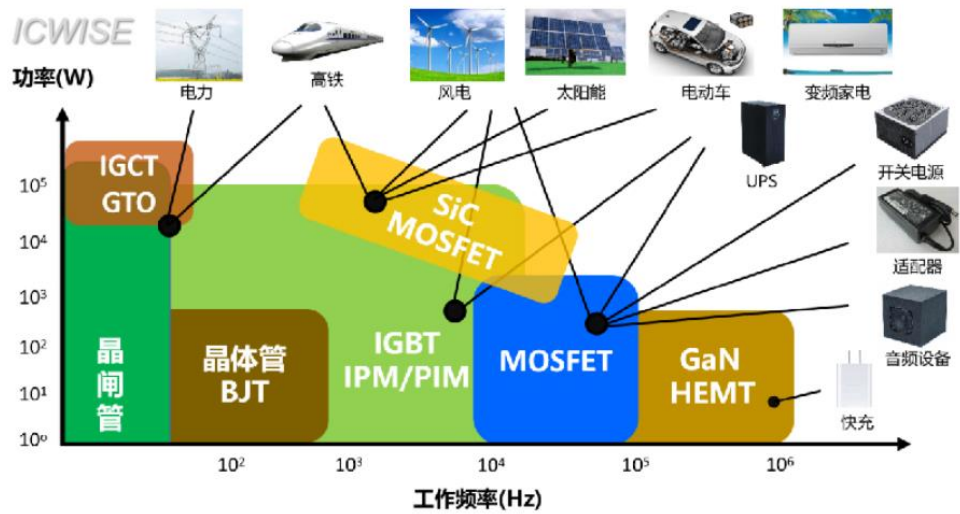 ICWISE
功率(W)
电力
高铁
风电
太阳能
电动车
变频家电
UPS
开关电源
适配器
音频设备
快充
10⁵
10⁴
10³
10²
10¹
10⁰
IGCT
GTO
SiC
MOSFET
晶
闸
管
晶体管
BJT
IGBT
IPM/PIM
MOSFET
GaN
HEMT
10²
10³
10⁴
10⁵
10⁶
工作频率(Hz)